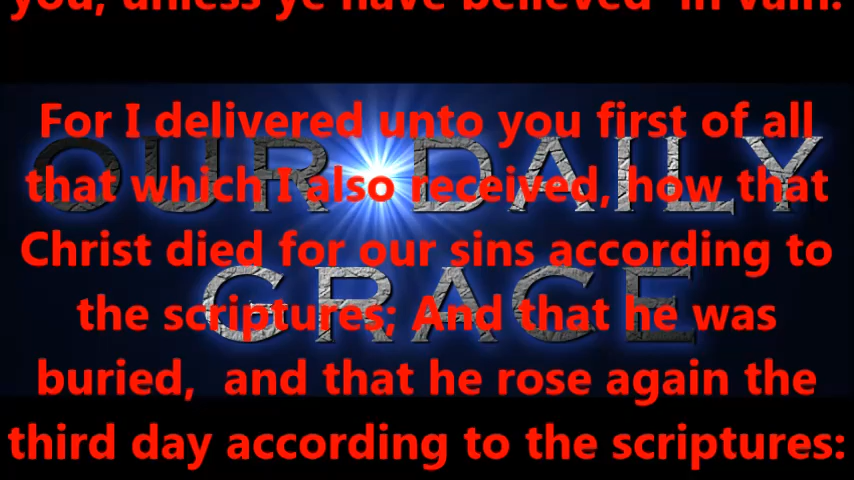 you, unless ye have believed  in vain.
For I delivered unto you first of all
that which I also received, how that
Christ died for our sins according to
the scriptures; And that he was
buried,  and that he rose again the
third day according to the scriptures:
OUR DAILY
GRACE